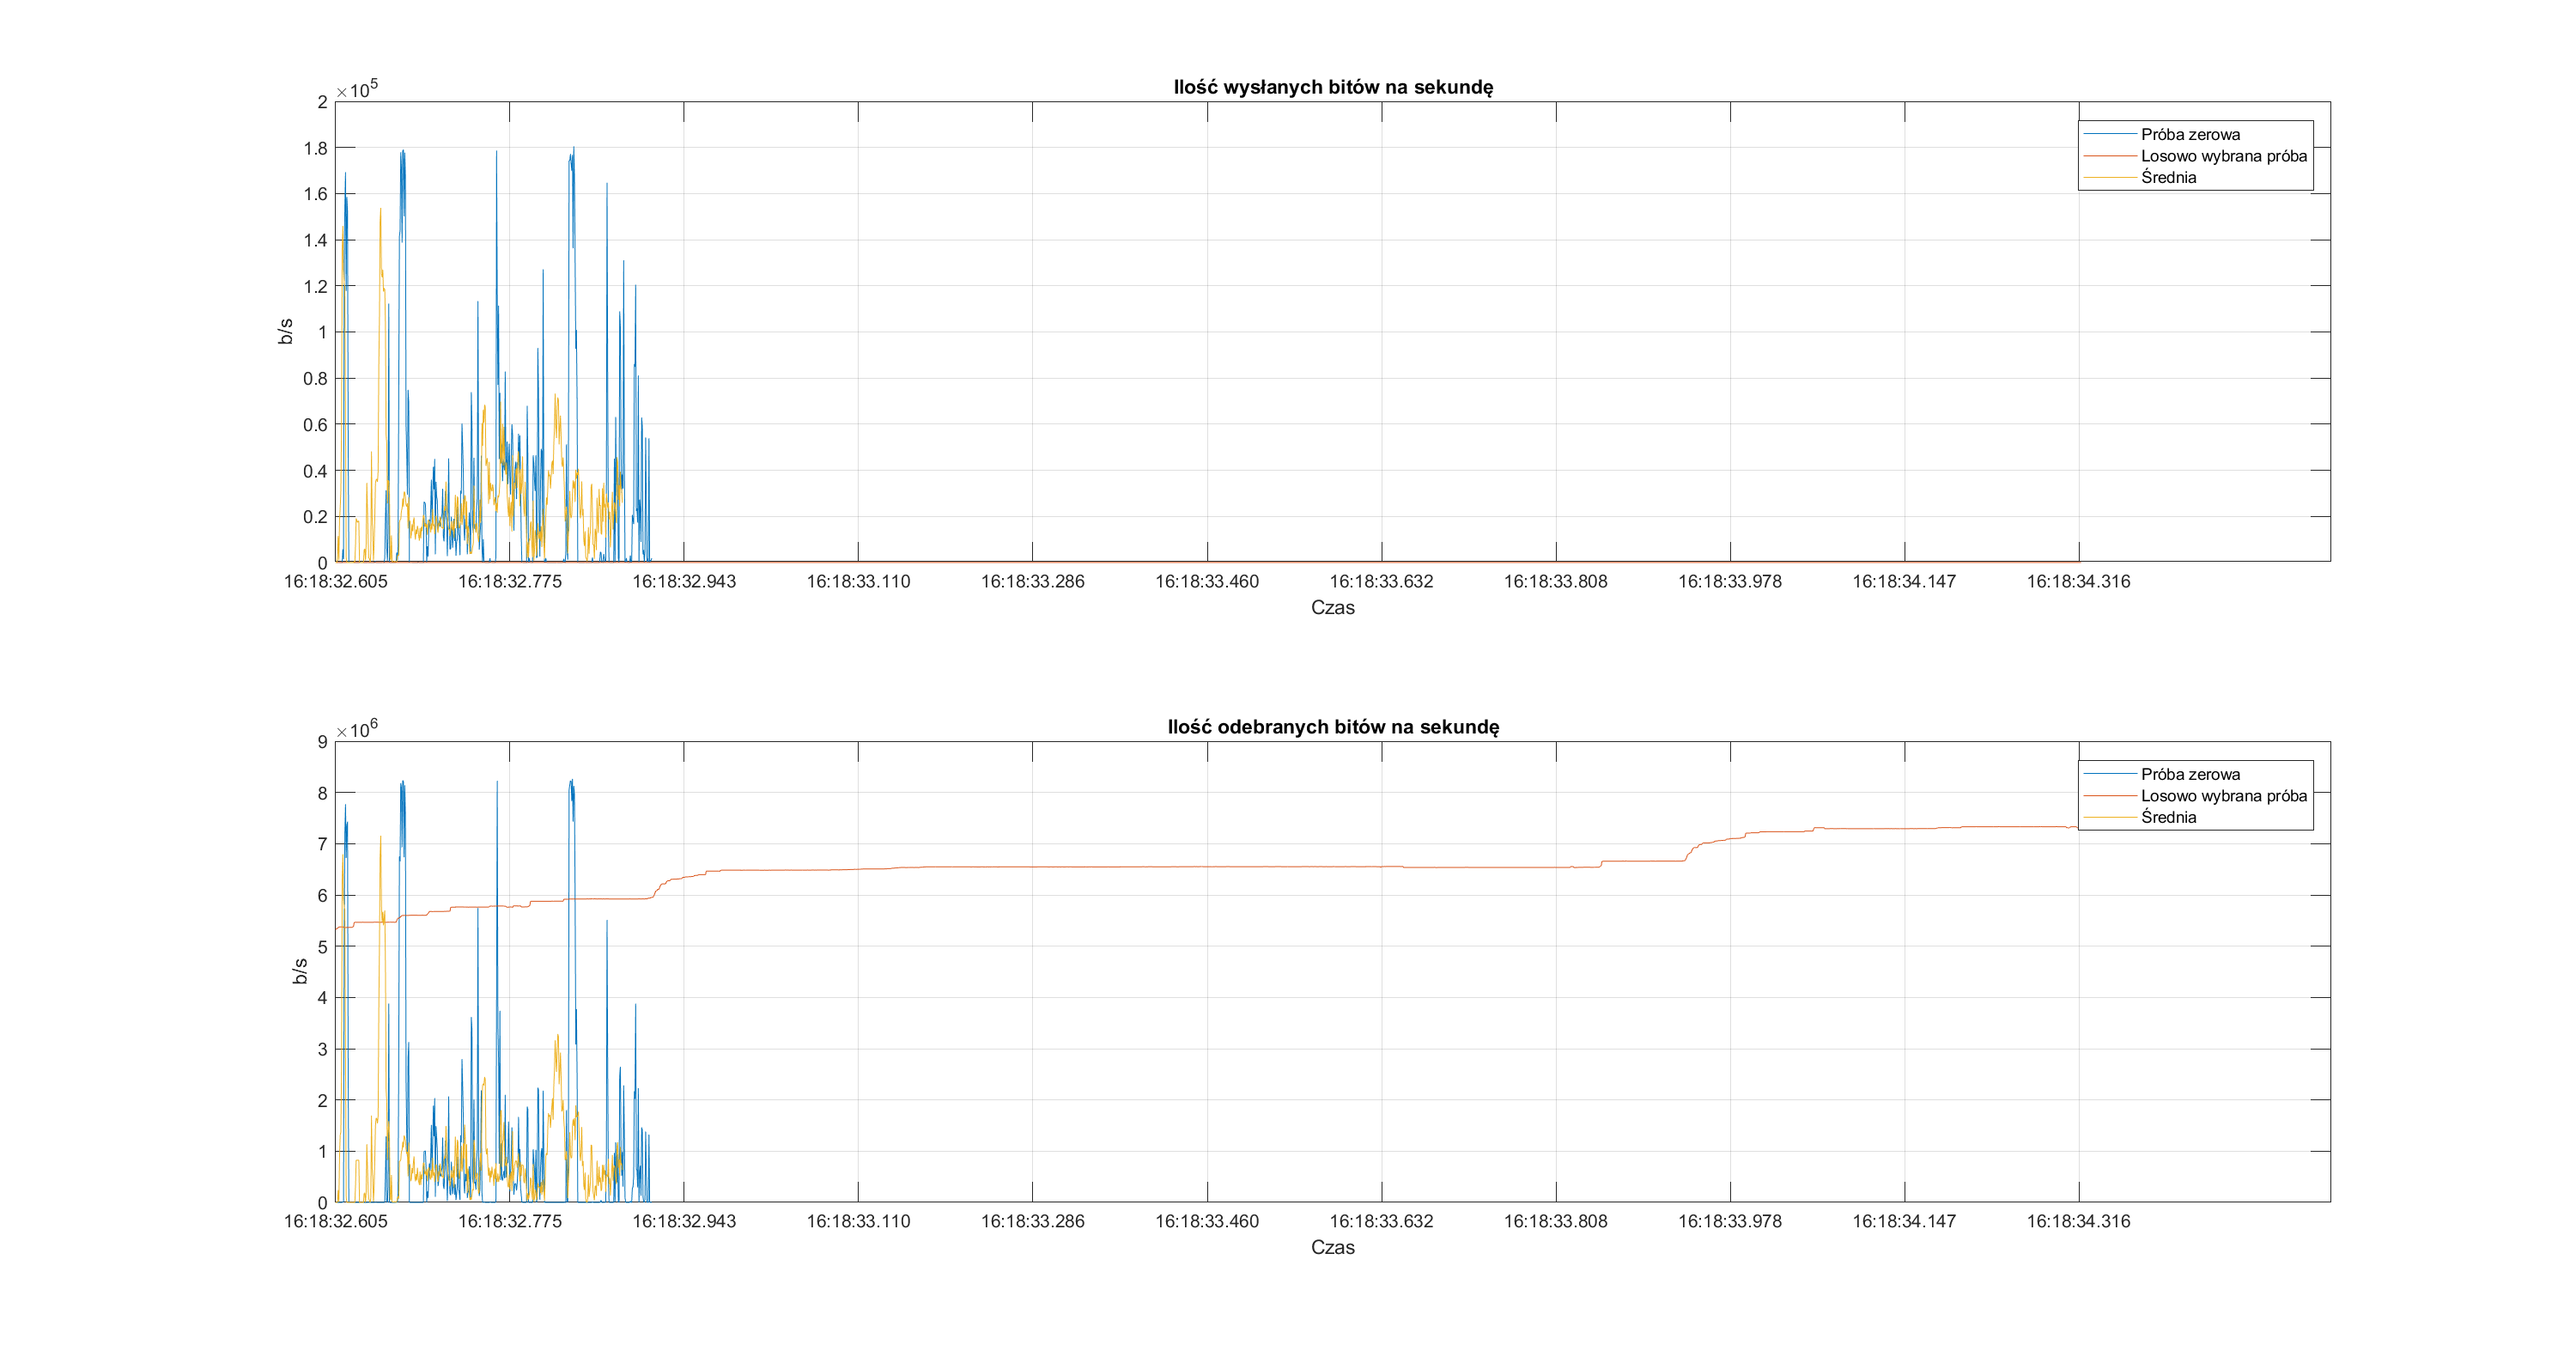 Ilość wysłanych bitów na sekundę
×10^5
2
1.8
1.6
1.4
1.2
1
0.8
0.6
0.4
0.2
0
b/s
Próba zerowa
Losowo wybrana próba
Średnia
16:18:32.605 16:18:32.775 16:18:32.943 16:18:33.110 16:18:33.286 16:18:33.460 16:18:33.632 16:18:33.808 16:18:33.978 16:18:34.147 16:18:34.316
Czas
Ilość odebranych bitów na sekundę
×10^6
9
8
7
6
5
4
3
2
1
0
b/s
Próba zerowa
Losowo wybrana próba
Średnia
16:18:32.605 16:18:32.775 16:18:32.943 16:18:33.110 16:18:33.286 16:18:33.460 16:18:33.632 16:18:33.808 16:18:33.978 16:18:34.147 16:18:34.316
Czas